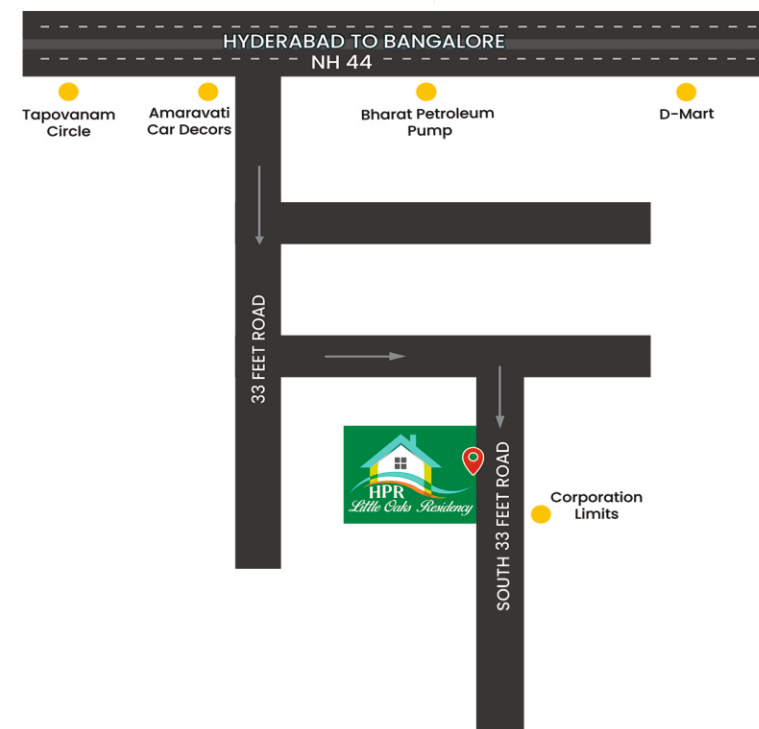 HYDERABAD TO BANGALORE
NH 44
Tapovanam
Circle
Amaravati
Car Decors
Bharat Petroleum
Pump
D-Mart
33 FEET ROAD
HPR
Little Oaks Residency
SOUTH 33 FEET ROAD
Corporation
Limits